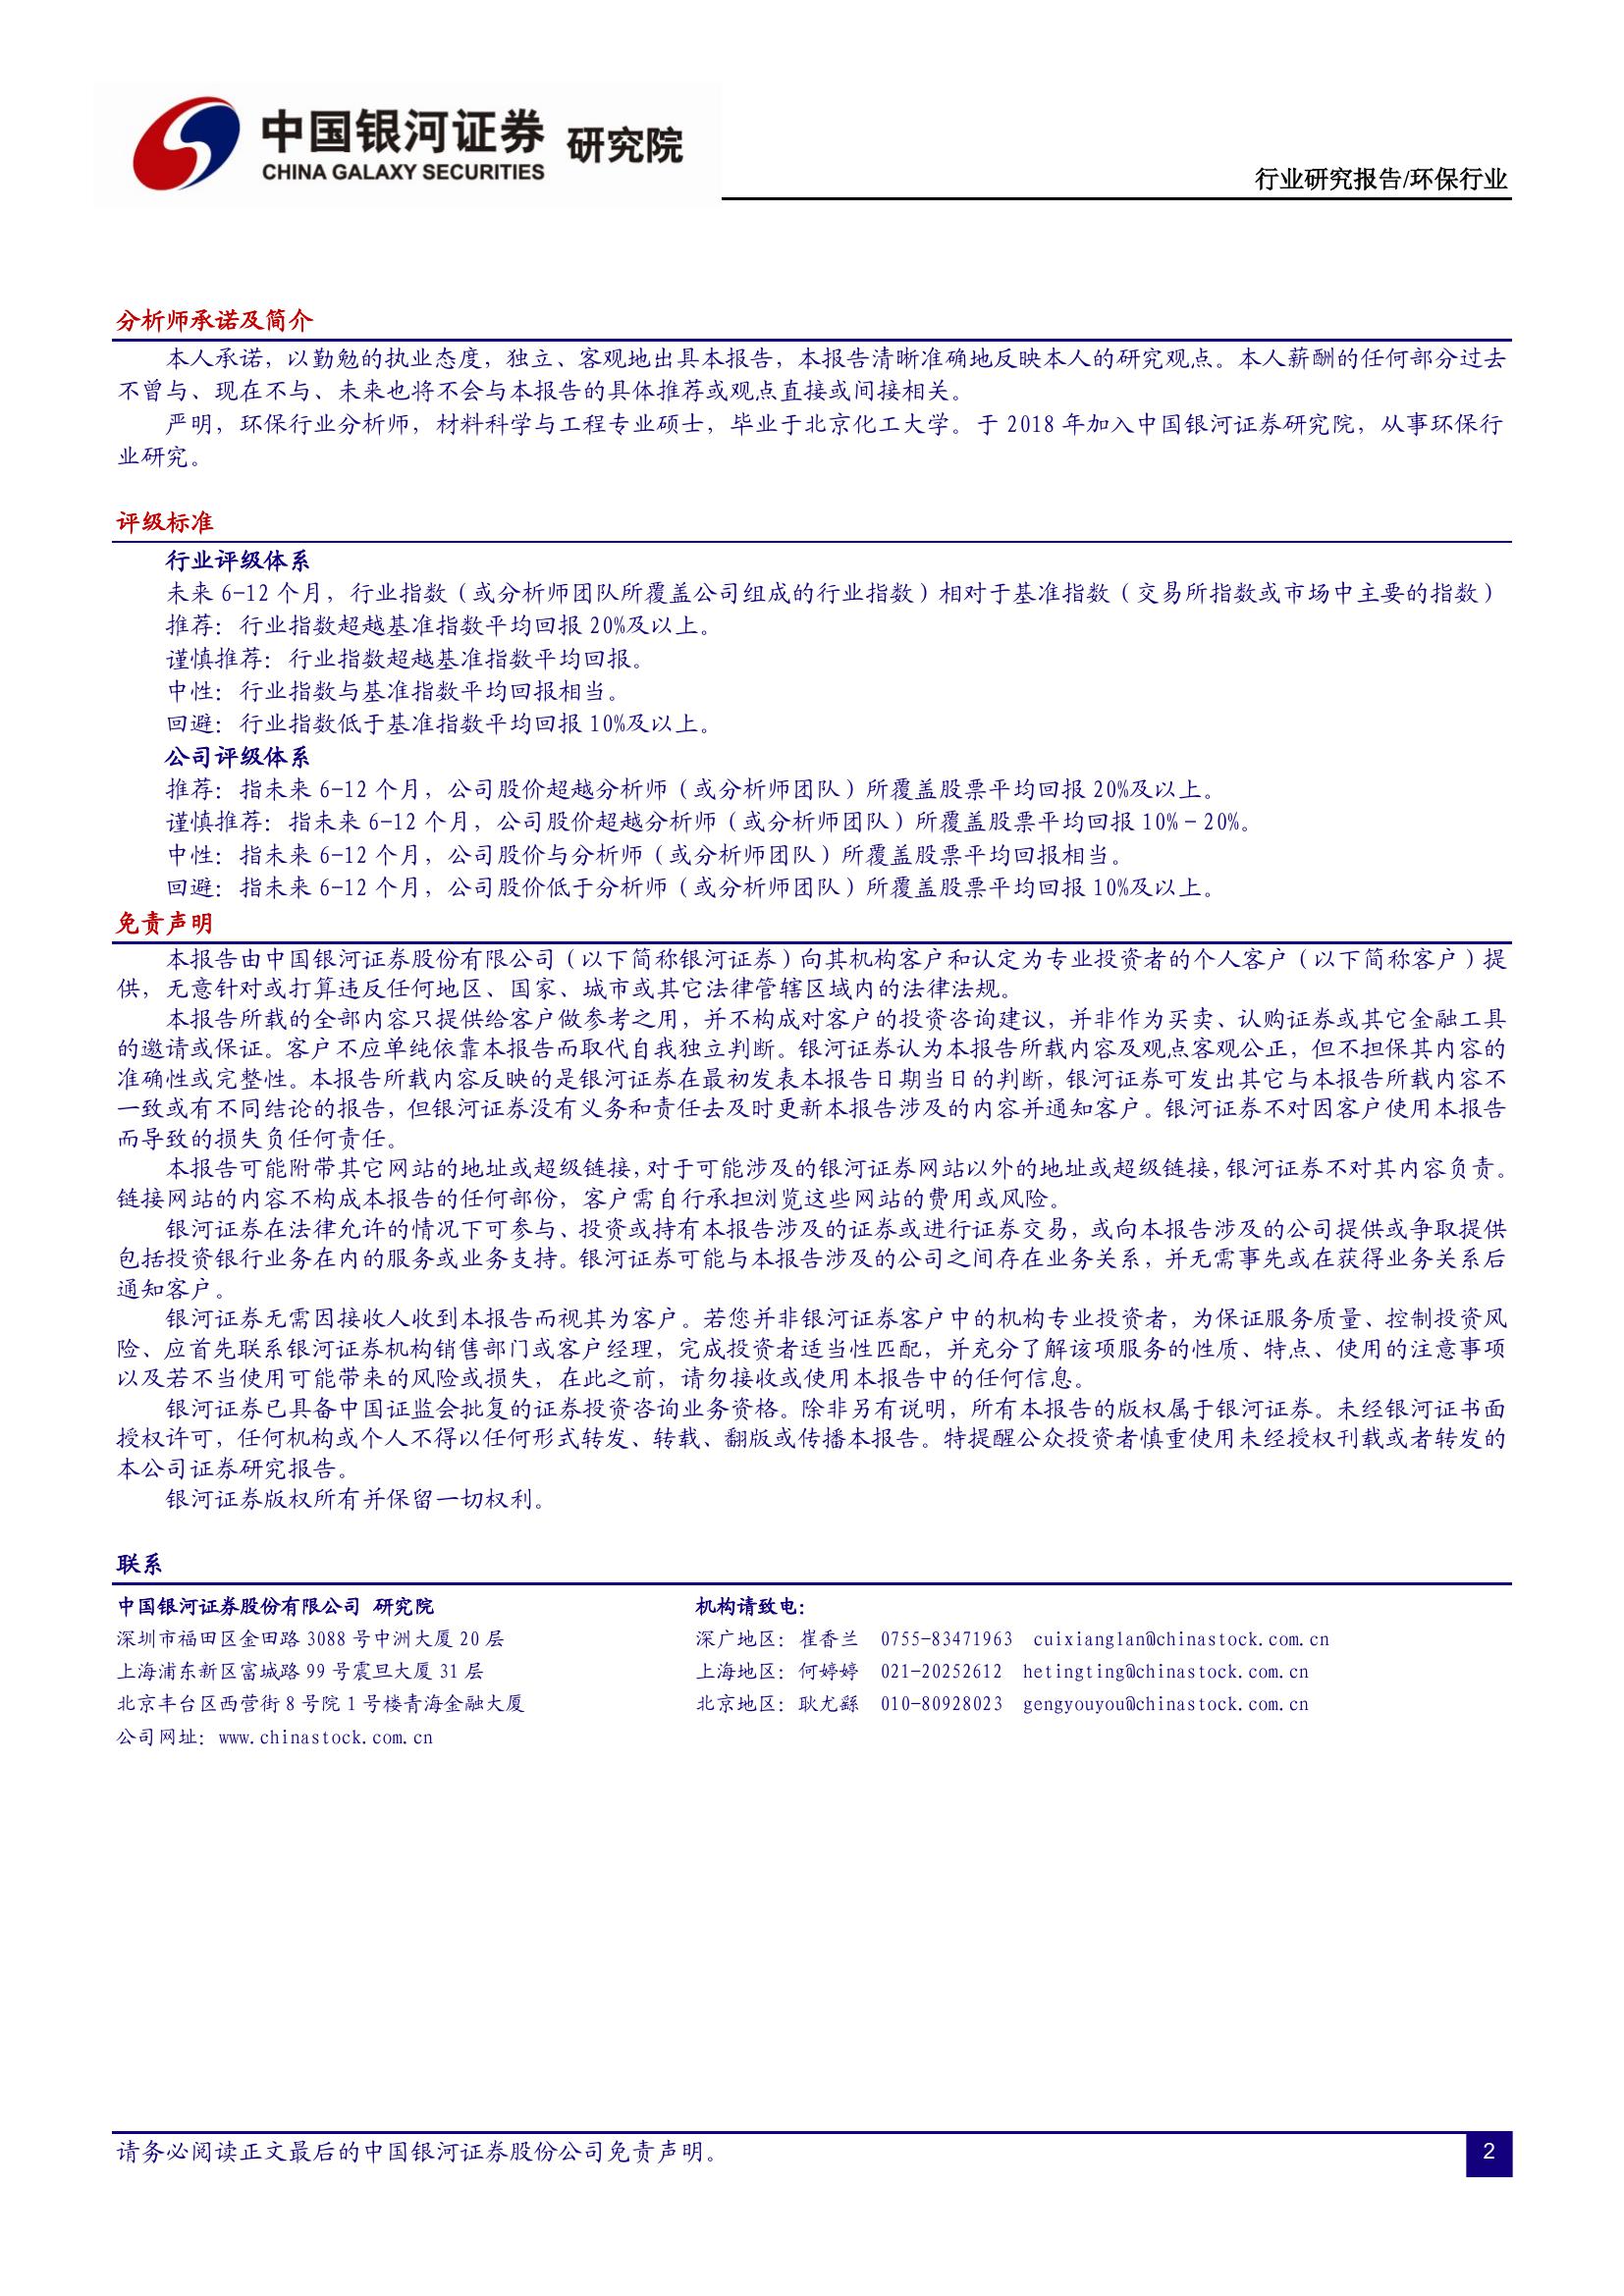 中国银河证券 研究院
CHINA GALAXY SECURITIES
行业研究报告/环保行业
分析师承诺及简介
本人承诺，以勤勉的执业态度，独立、客观地出具本报告，本报告清晰准确地反映本人的研究观点。本人薪酬的任何部分过去
不曾与、现在不与、未来也将不会与本报告的具体推荐或观点直接或间接相关。
严明，环保行业分析师，材料科学与工程专业硕士，毕业于北京化工大学。于 2018 年加入中国银河证券研究院，从事环保行
业研究。
评级标准
行业评级体系
未来 6-12 个月，行业指数（或分析师团队所覆盖公司组成的行业指数）相对于基准指数（交易所指数或市场中主要的指数）
推荐：行业指数超越基准指数平均回报 20%及以上。
谨慎推荐：行业指数超越基准指数平均回报。
中性：行业指数与基准指数平均回报相当。
回避：行业指数低于基准指数平均回报 10%及以上。
公司评级体系
推荐：指未来 6-12 个月，公司股价超越分析师（或分析师团队）所覆盖股票平均回报 20%及以上。
谨慎推荐：指未来 6-12 个月，公司股价超越分析师（或分析师团队）所覆盖股票平均回报 10%－20%。
中性：指未来 6-12 个月，公司股价与分析师（或分析师团队）所覆盖股票平均回报相当。
回避：指未来 6-12 个月，公司股价低于分析师（或分析师团队）所覆盖股票平均回报 10%及以上。
免责声明
本报告由中国银河证券股份有限公司（以下简称银河证券）向其机构客户和认定为专业投资者的个人客户（以下简称客户）提
供，无意针对或打算违反任何地区、国家、城市或其它法律管辖区域内的法律法规。
本报告所载的全部内容只提供给客户做参考之用，并不构成对客户的投资咨询建议，并非作为买卖、认购证券或其它金融工具
的邀请或保证。客户不应单纯依靠本报告而取代自我独立判断。银河证券认为本报告所载内容及观点客观公正，但不担保其内容的
准确性或完整性。本报告所载内容反映的是银河证券在最初发表本报告日期当日的判断，银河证券可发出其它与本报告所载内容不
一致或有不同结论的报告，但银河证券没有义务和责任去及时更新本报告涉及的内容并通知客户。银河证券不对因客户使用本报告
而导致的损失负任何责任。
本报告可能附带其它网站的地址或超级链接，对于可能涉及的银河证券网站以外的地址或超级链接，银河证券不对其内容负责。
链接网站的内容不构成本报告的任何部份，客户需自行承担浏览这些网站的费用或风险。
银河证券在法律允许的情况下可参与、投资或持有本报告涉及的证券或进行证券交易，或向本报告涉及的公司提供或争取提供
包括投资银行业务在内的服务或业务支持。银河证券可能与本报告涉及的公司之间存在业务关系，并无需事先或在获得业务关系后
通知客户。
银河证券无需因接收人收到本报告而视其为客户。若您并非银河证券客户中的机构专业投资者，为保证服务质量、控制投资风
险、应首先联系银河证券机构销售部门或客户经理，完成投资者适当性匹配，并充分了解该项服务的性质、特点、使用的注意事项
以及若不当使用可能带来的风险或损失，在此之前，请勿接收或使用本报告中的任何信息。
银河证券已具备中国证监会批复的证券投资咨询业务资格。除非另有说明，所有本报告的版权属于银河证券。未经银河证书面
授权许可，任何机构或个人不得以任何形式转发、转载、翻版或传播本报告。特提醒公众投资者慎重使用未经授权刊载或者转发的
本公司证券研究报告。
银河证券版权所有并保留一切权利。
联系
中国银河证券股份有限公司 研究院 机构请致电：
深圳市福田区金田路 3088 号中洲大厦 20 层 深广地区：崔香兰 0755-83471963 cuixianglan@chinastock.com.cn
上海浦东新区富城路 99 号震旦大厦 31 层 上海地区：何婷婷 021-20252612 hetingting@chinastock.com.cn
北京丰台区西营街 8 号院 1 号楼青海金融大厦 北京地区：耿尤繇 010-80928023 gengyouyou@chinastock.com.cn
公司网址：www.chinastock.com.cn
请务必阅读正文最后的中国银河证券股份公司免责声明。 2